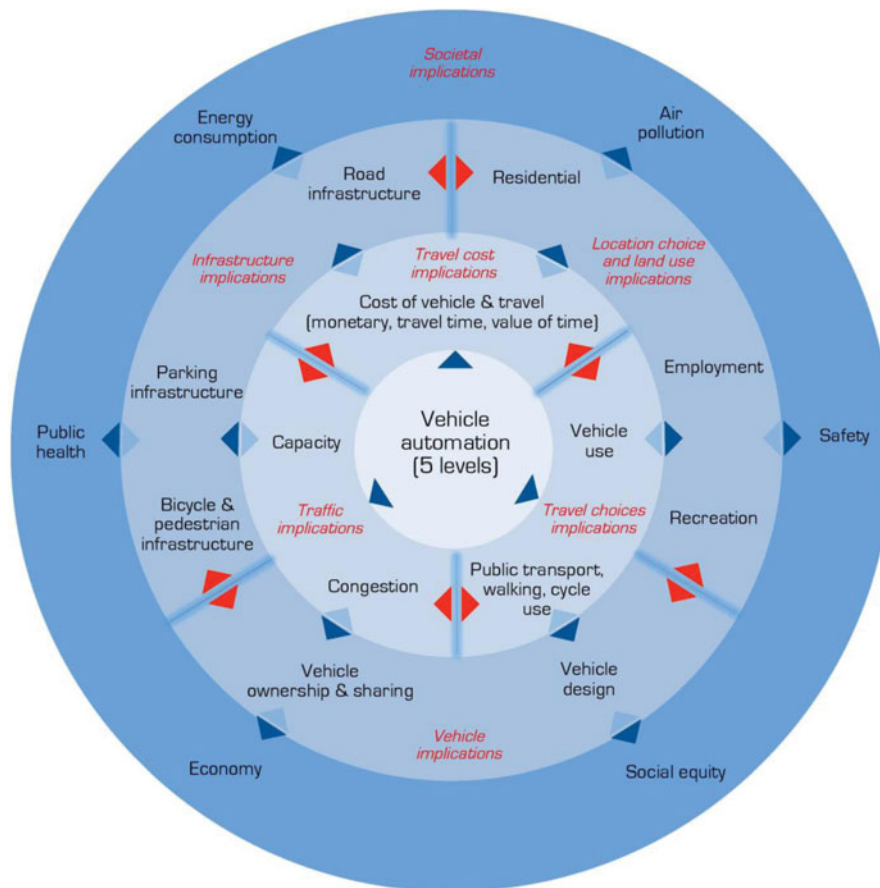 Societal
implications
Energy
consumption
Air
pollution
Road
infrastructure
Residential
Infrastructure
implications
Travel cost
implications
Location choice
and land use
implications
Cost of vehicle & travel
(monetary, travel time, value of time)
Parking
infrastructure
Employment
Public
health
Capacity
Vehicle
automation
(5 levels)
Vehicle
use
Safety
Bicycle &
pedestrian
infrastructure
Traffic
implications
Travel choices
implications
Recreation
Congestion
Public transport,
walking, cycle
use
Vehicle
ownership & sharing
Vehicle
design
Vehicle
implications
Economy
Social equity